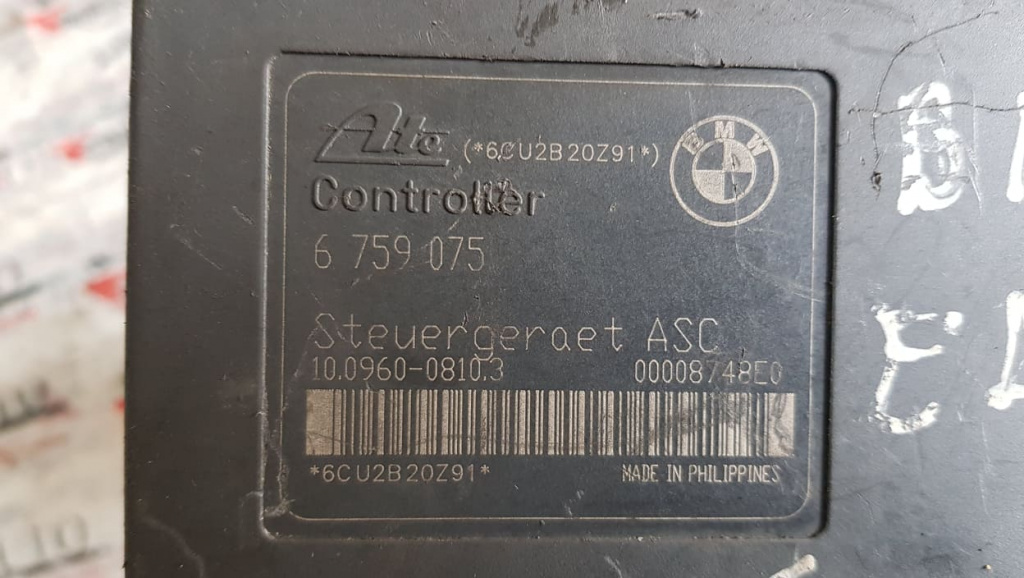 Ate (*6CU2B20Z91*) BMW
Controller
6 759 075
Steuergeraet ASC
10.0960-0810.3 00008748E0
*6CU2B20Z91* MADE IN PHILIPPINES